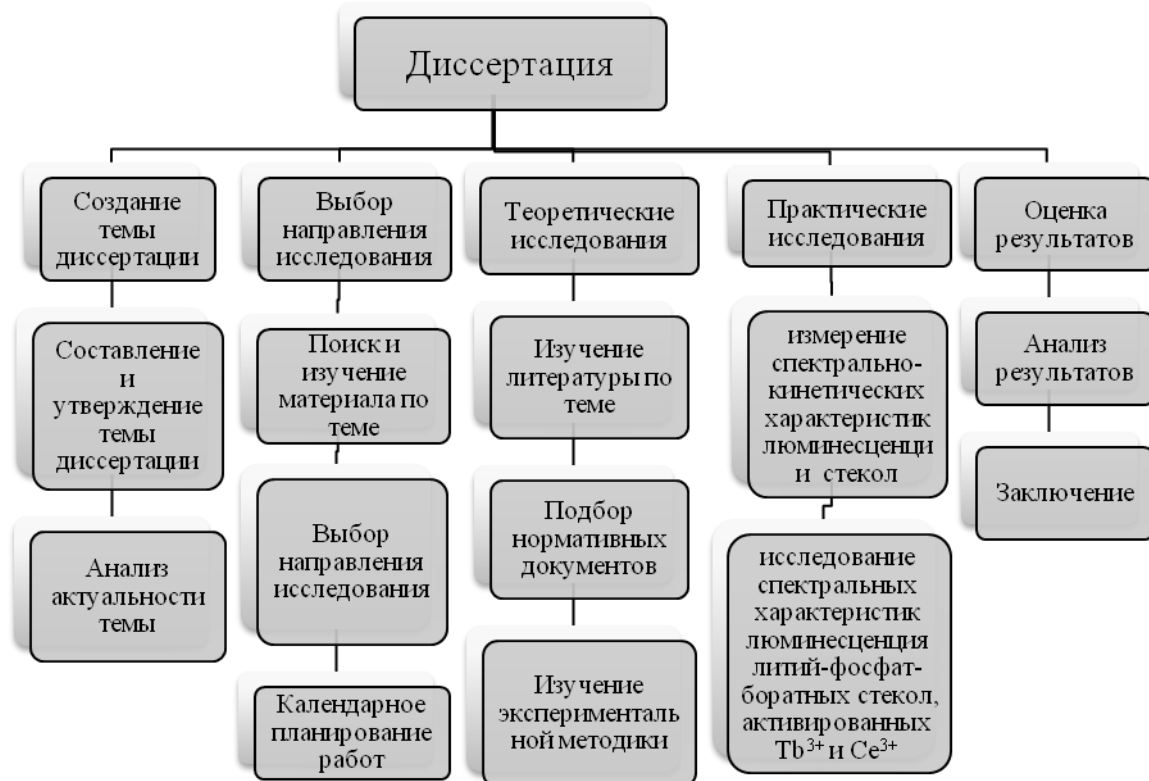 Диссертация
Создание
темы
диссертации
Составление
и
утверждение
темы
диссертации
Анализ
актуальности
темы
Выбор
направления
исследования
Поиск и
изучение
материала по
теме
Выбор
направления
исследования
Календарное
планирование
работ
Теоретические
исследования
Изучение
литературы по
теме
Подбор
нормативных
документов
Изучение
эксперименталь
ной методики
Практические
исследования
измерение
спектрально-
кинетических
характеристик
люминесценци
и стекол
исследование
спектральных
характеристик
люминесценция
литий-фосфат-
боратных стекол,
активированных
Tb³⁺ и Ce³⁺
Оценка
результатов
Анализ
результатов
Заключение